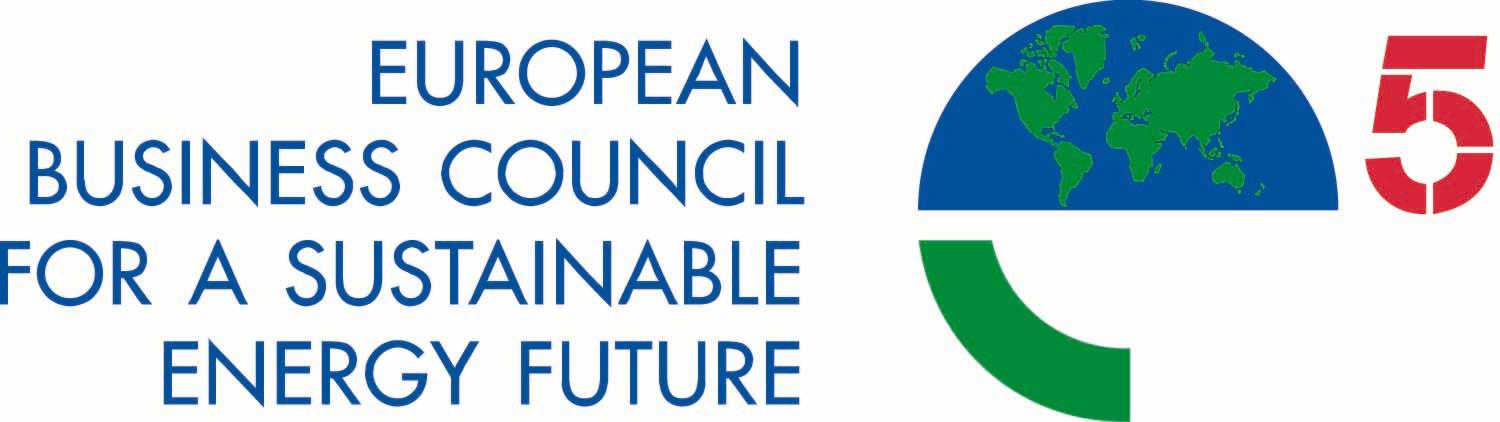 EUROPEAN
BUSINESS COUNCIL
FOR A SUSTAINABLE
ENERGY FUTURE
5